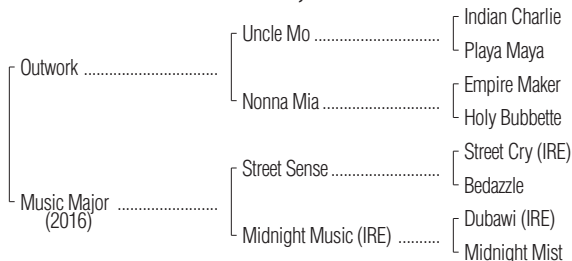 Indian Charlie
Uncle Mo
Playa Maya
Outwork
Empire Maker
Nonna Mia
Holy Bubbette
Street Cry (IRE)
Street Sense
Bedazzle
Music Major
(2016)
Dubawi (IRE)
Midnight Music (IRE)
Midnight Mist